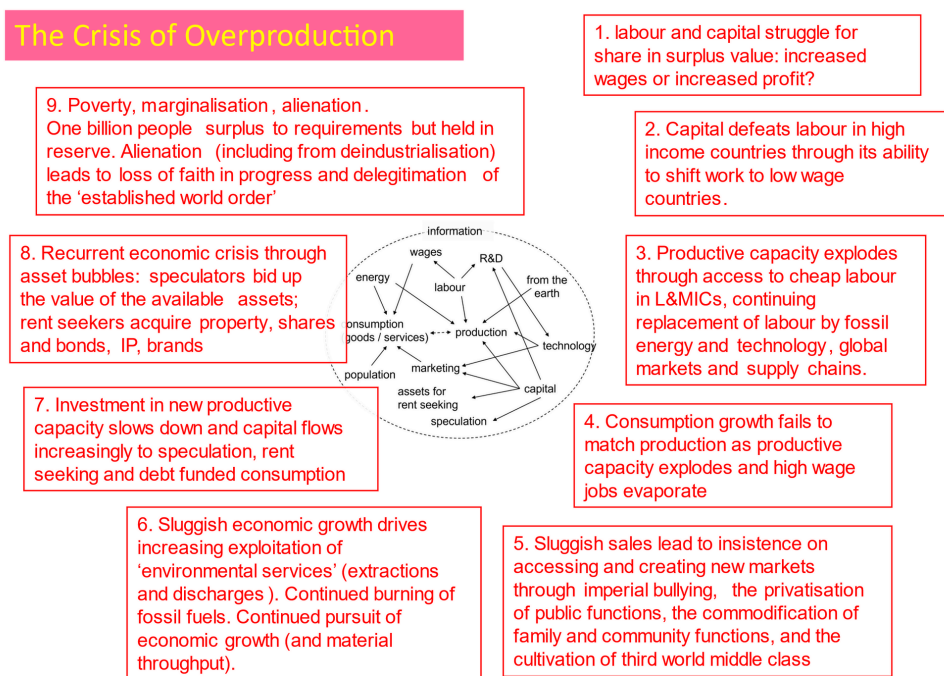 The Crisis of Overproduction
1. labour and capital struggle for
share in surplus value: increased
wages or increased profit?
2. Capital defeats labour in high
income countries through its ability
to shift work to low wage
countries.
3. Productive capacity explodes
through access to cheap labour
in L&MICs, continuing
replacement of labour by fossil
energy and technology, global
markets and supply chains.
4. Consumption growth fails to
match production as productive
capacity explodes and high wage
jobs evaporate
5. Sluggish sales lead to insistence on
accessing and creating new markets
through imperial bullying, the privatisation
of public functions, the commodification of
family and community functions, and the
cultivation of third world middle class
6. Sluggish economic growth drives
increasing exploitation of
‘environmental services’ (extractions
and discharges ). Continued burning of
fossil fuels. Continued pursuit of
economic growth (and material
throughput).
7. Investment in new productive
capacity slows down and capital flows
increasingly to speculation, rent
seeking and debt funded consumption
8. Recurrent economic crisis through
asset bubbles: speculators bid up
the value of the available assets;
rent seekers acquire property, shares
and bonds, IP, brands
9. Poverty, marginalisation , alienation .
One billion people surplus to requirements but held in
reserve. Alienation (including from deindustrialisation)
leads to loss of faith in progress and delegitimation of
the ‘established world order’
information
wages
R&D
energy
labour
from the
earth
onsumption
goods / services)
production
technology
marketing
population
assets for
rent seeking
capital
speculation